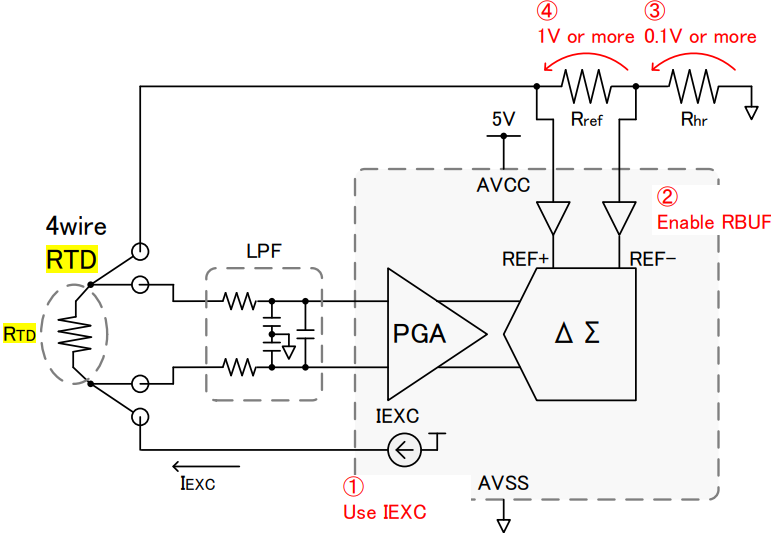 ④
③
1V or more
0.1V or more
Rref
Rhr
5V
AVCC
②
Enable RBUF
4wire
RTD
LPF
REF+
REF−
RTD
PGA
Δ Σ
IEXC
IEXC
①
Use IEXC
AVSS